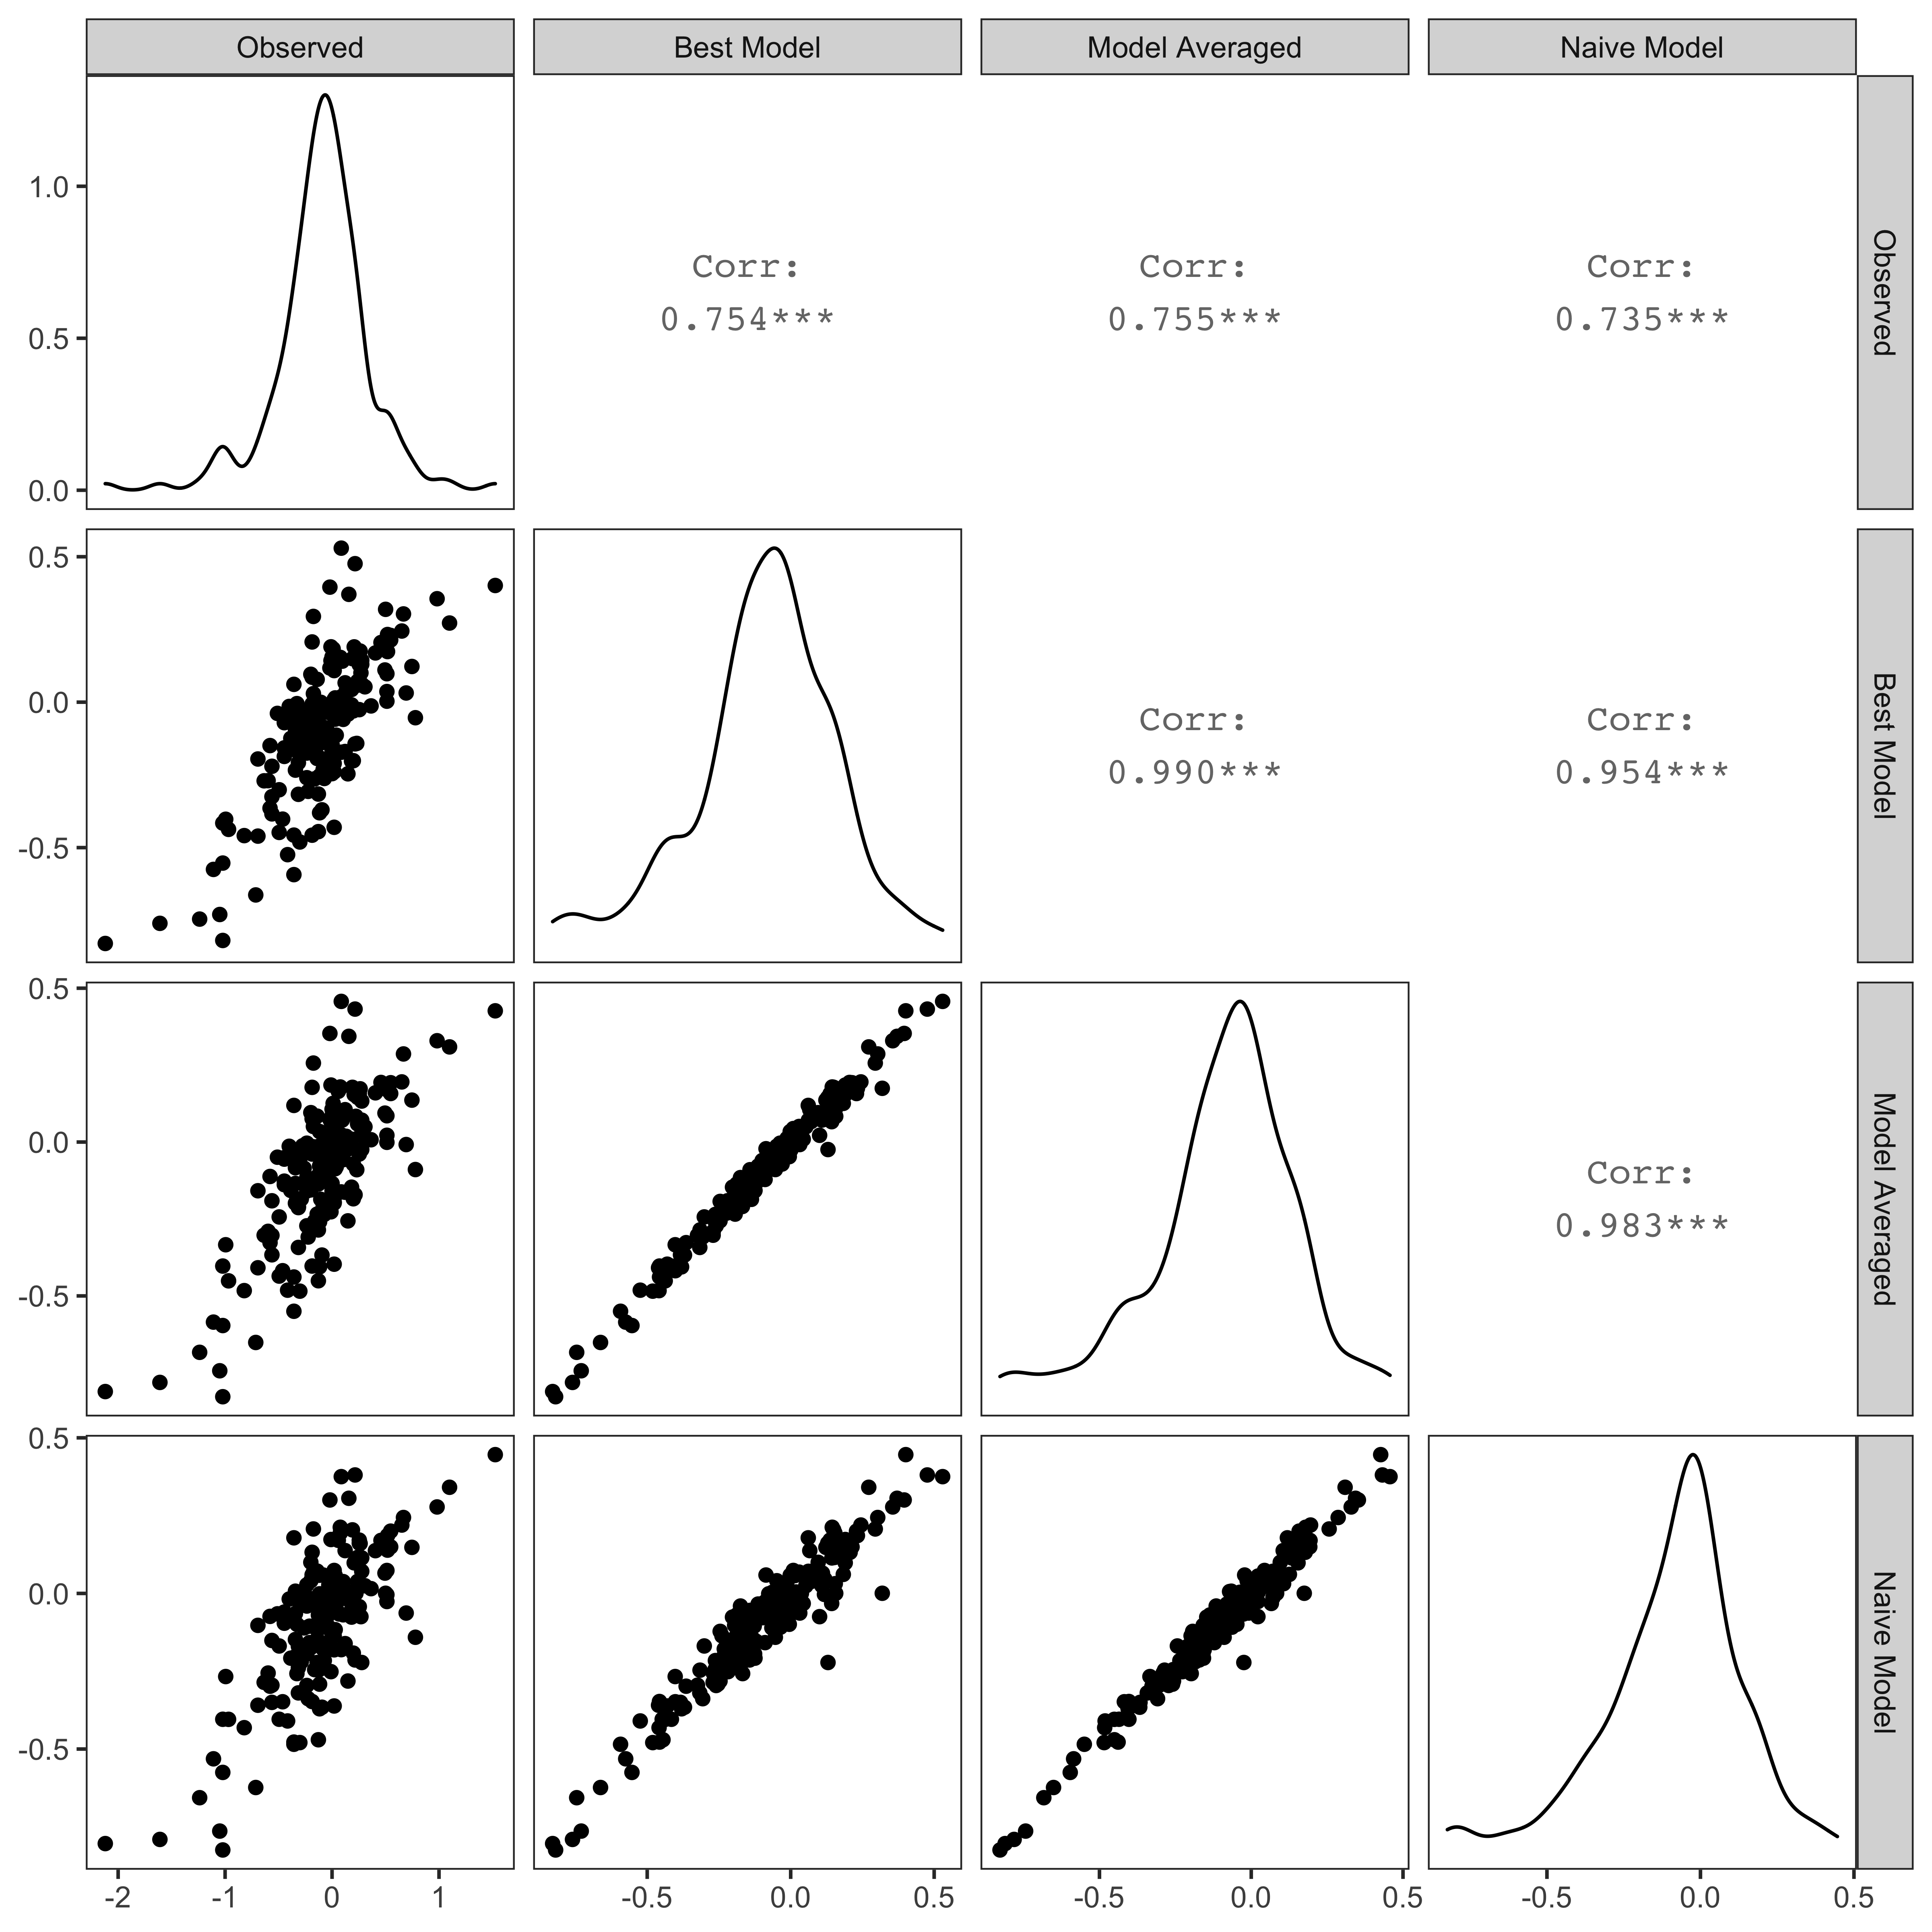 Observed
Best Model
Model Averaged
Naive Model
1.0
0.5
0.0
Corr:
0.754***
Corr:
0.755***
Corr:
0.735***
Observed
0.5
0.0
-0.5
Corr:
0.990***
Corr:
0.954***
Best Model
0.5
0.0
-0.5
Corr:
0.983***
Model Averaged
0.5
0.0
-0.5
Naive Model
-2 -1 0 1
-0.5 0.0 0.5
-0.5 0.0 0.5
-0.5 0.0 0.5